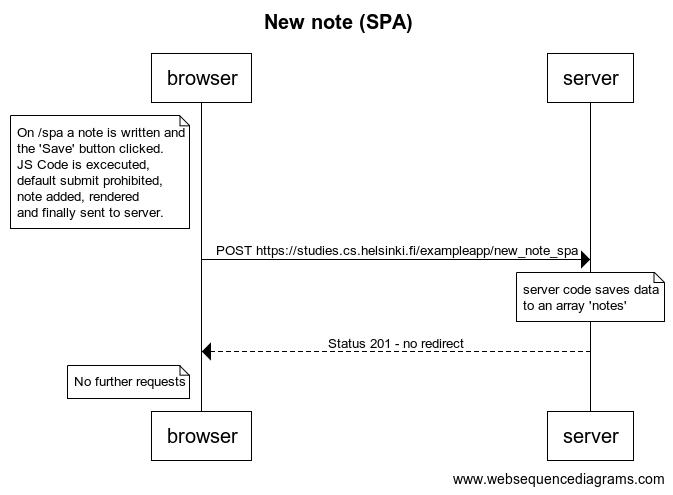 New note (SPA)
browser
server
On /spa a note is written and
the 'Save' button clicked.
JS Code is excecuted,
default submit prohibited,
note added, rendered
and finally sent to server.
POST https://studies.cs.helsinki.fi/exampleapp/new_note_spa
server code saves data
to an array 'notes'
Status 201 - no redirect
No further requests
browser
server
www.websequencediagrams.com